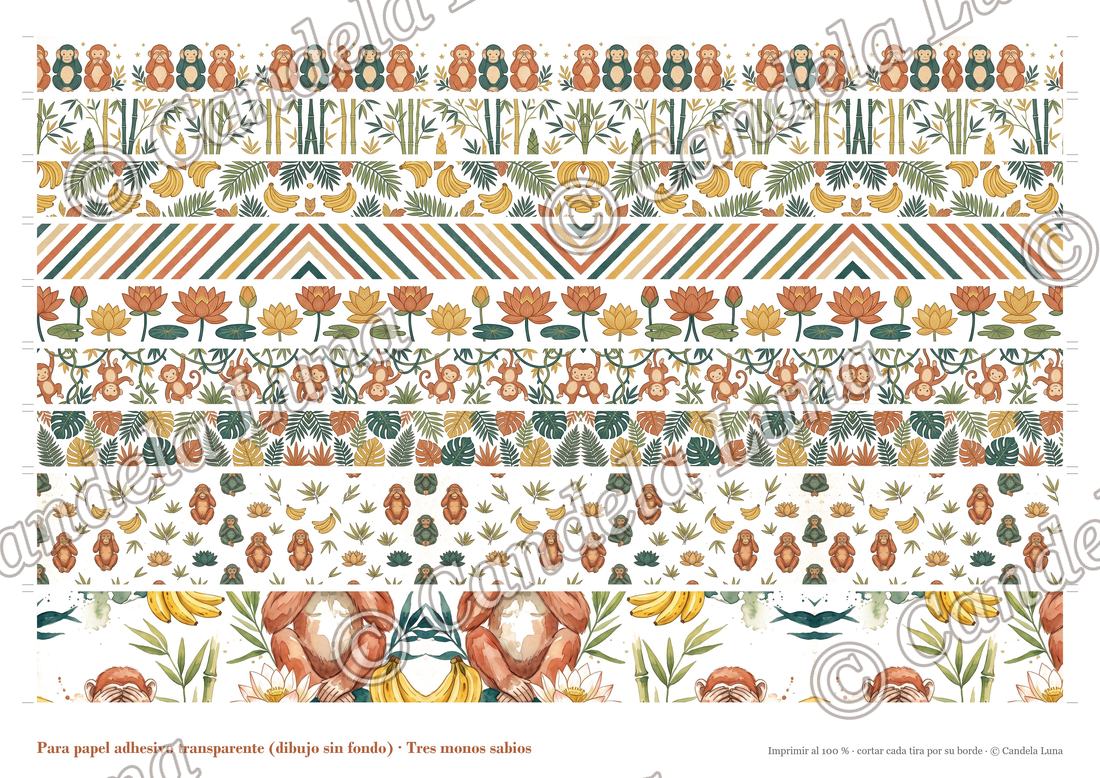 © Candela Luna
© Candela Luna
© Candela Luna
© Candela Luna
© Candela Luna
Para papel adhesivo transparente (dibujo sin fondo) · Tres monos sabios
Imprimir al 100 % · cortar cada tira por su borde · © Candela Luna